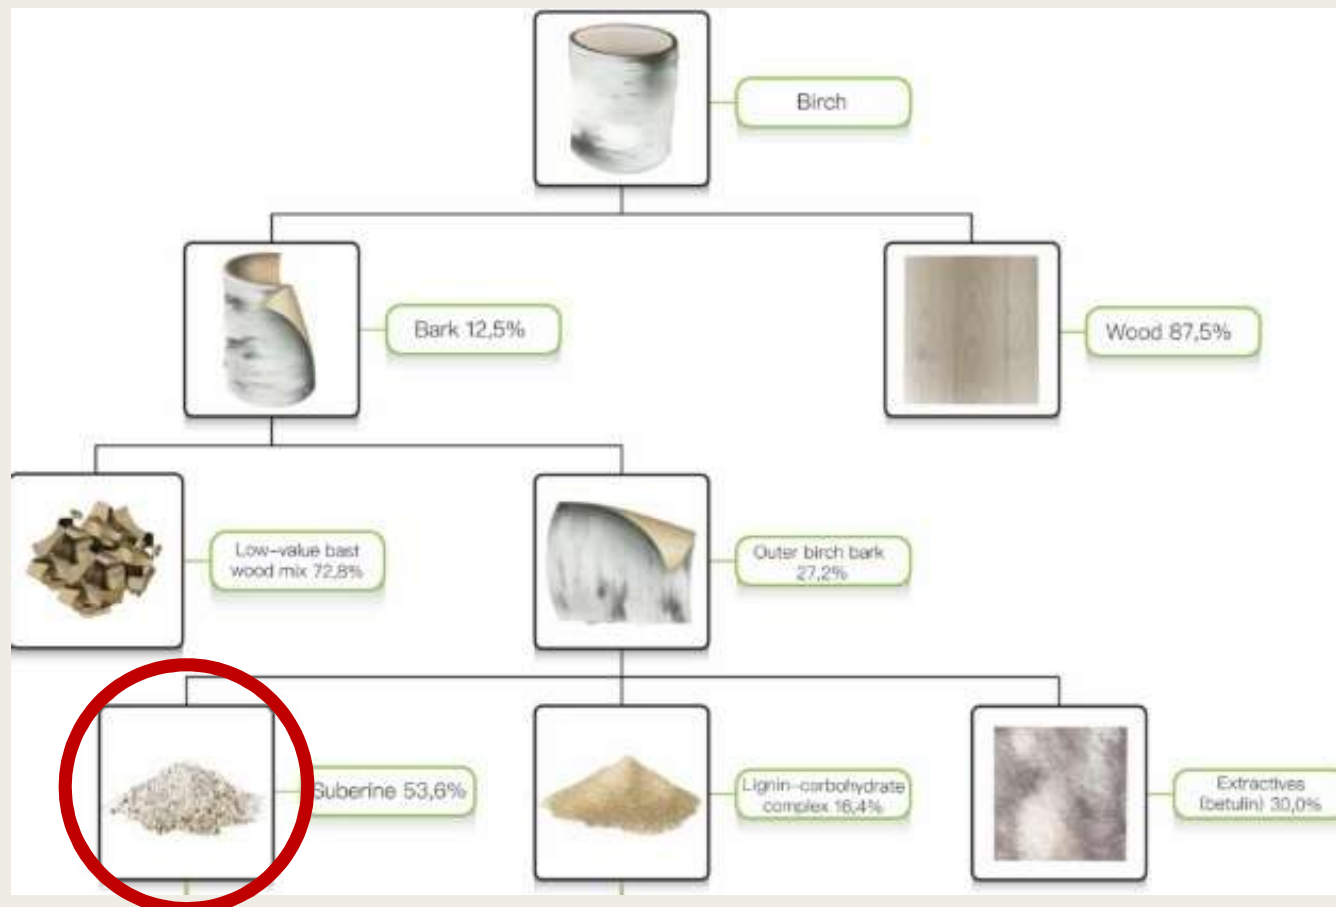 Birch
Bark 12,5%
Wood 87,5%
Low-value bast
wood mix 72,8%
Outer birch bark
27,2%
Suberine 53,6%
Lignin-carbohydrate
complex 16,4%
Extractives
(betulin) 30,0%